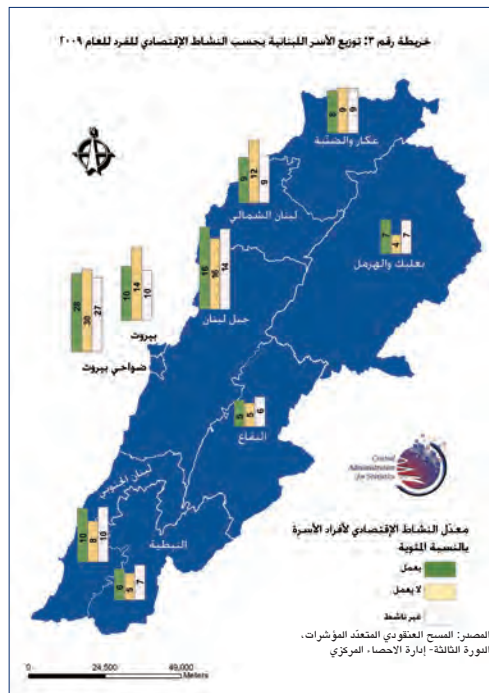 خريطة رقم ٣: توزيع الأسر اللبنانية بحسب النشاط الإقتصادي للفرد للعام ٢٠٠٩
8 9 9
عكار والضنّية
9 12 9
لبنان الشمالي
7 4 7
بعلبك والهرمل
16 16 14
جبل لبنان
10 14 10
بيروت
28 30 27
ضواحي بيروت
5 5 6
البقاع
Central
Administration
for Statistics
لبنان الجنوبي
10 8 10
النبطية
6 5 7
معدّل النشاط الإقتصادي لأفراد الأسرة
بالنسبة المئوية
يعمل
لا يعمل
غير ناشط
المصدر: المسح العنقودي المتعدّد المؤشرات،
الدورة الثالثة- إدارة الاحصاء المركزي
0 24,500 49,000
Meters